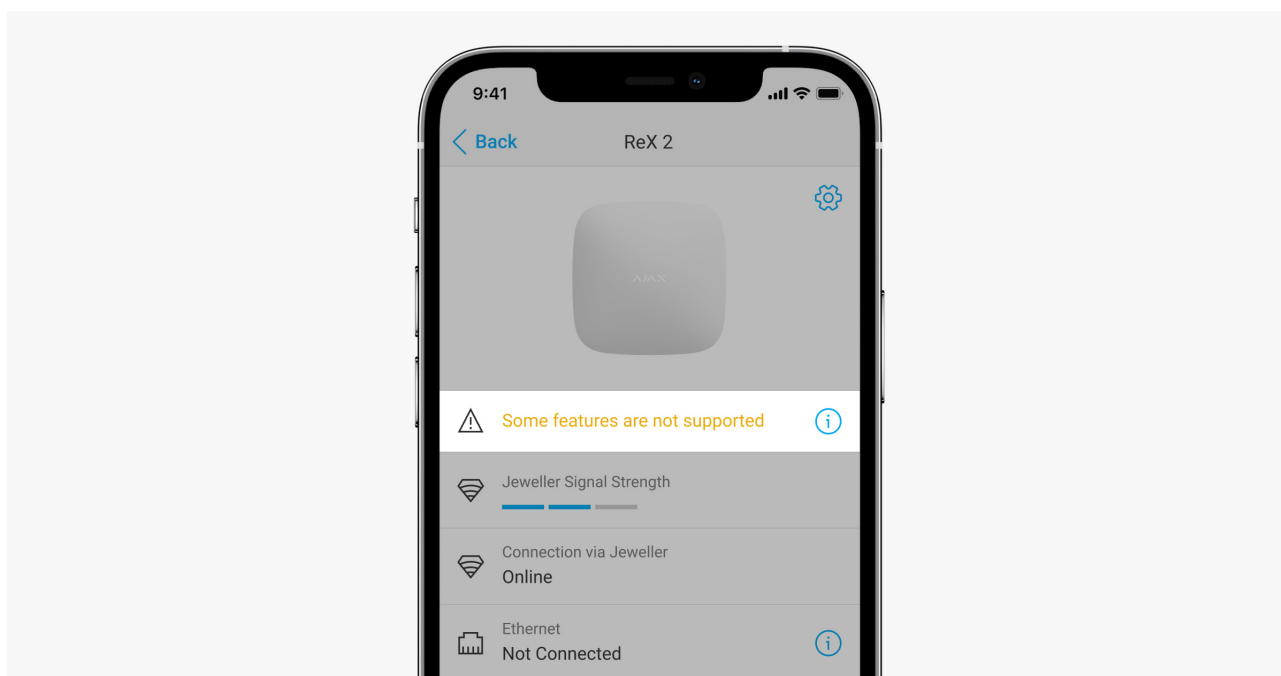 9:41
Back
ReX 2
AJAX
Some features are not supported
Jeweller Signal Strength
Connection via Jeweller
Online
Ethernet
Not Connected